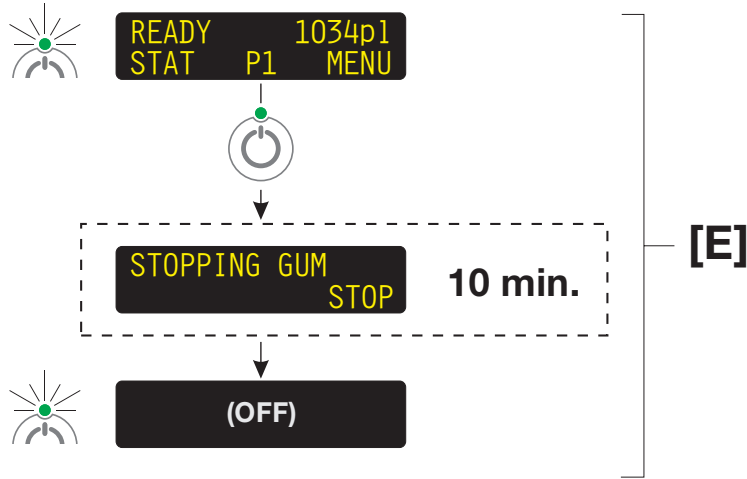 READY 1034pl
STAT P1 MENU
[E]
STOPPING GUM
STOP
10 min.
(OFF)